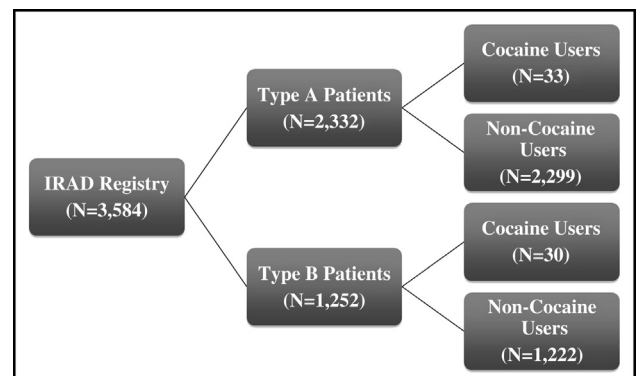 IRAD Registry
(N=3,584)
Type A Patients
(N=2,332)
Cocaine Users
(N=33)
Non-Cocaine
Users
(N=2,299)
Type B Patients
(N=1,252)
Cocaine Users
(N=30)
Non-Cocaine
Users
(N=1,222)